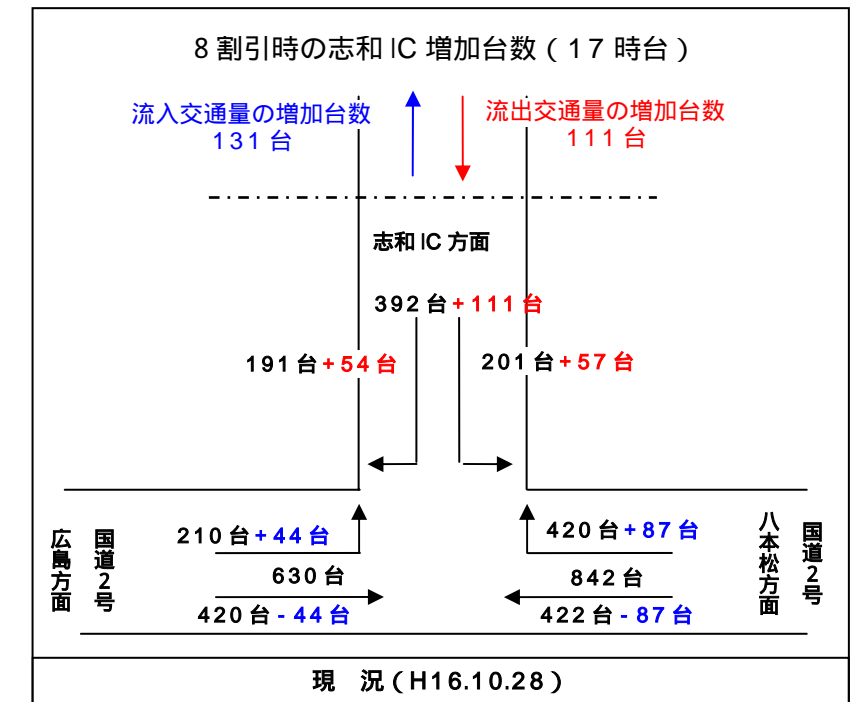 8割引時の志和IC増加台数(17時台)
流入交通量の増加台数
131台
流出交通量の増加台数
111台
志和IC方面
392台+111台
191台+54台
201台+57台
広島方面
国道2号
210台+44台
630台
420台-44台
420台+87台
842台
422台-87台
八本松方面
国道2号
現 況(H16.10.28)